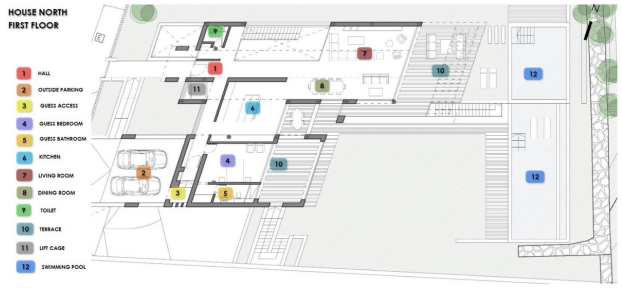 HOUSE NORTH
FIRST FLOOR
N
1 HALL
2 OUTSIDE PARKING
3 GUESS ACCESS
4 GUESS BEDROOM
5 GUESS BATHROOM
6 KITCHEN
7 LIVING ROOM
8 DINING ROOM
9 TOILET
10 TERRACE
11 LIFT CAGE
12 SWIMMING POOL
9
1
7
10
12
11
8
6
4
10
2
3
5
12